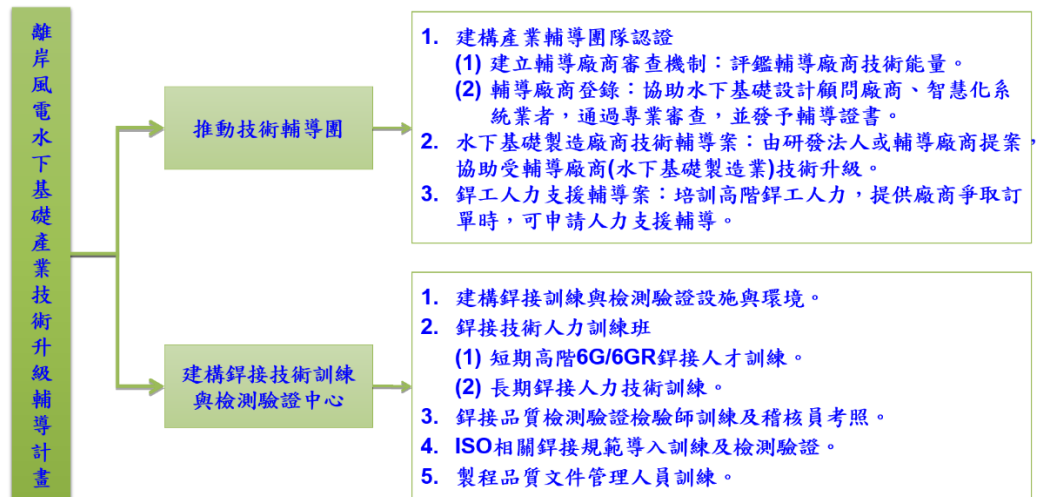 離岸風電水下基礎產業技術升級輔導計畫
推動技術輔導團
1. 建構產業輔導團隊認證
(1) 建立輔導廠商審查機制：評鑑輔導廠商技術能量。
(2) 輔導廠商登錄：協助水下基礎設計顧問廠商、智慧化系
統業者，通過專業審查，並發予輔導證書。
2. 水下基礎製造廠商技術輔導案：由研發法人或輔導廠商提案，
協助受輔導廠商(水下基礎製造業)技術升級。
3. 銲工人力支援輔導案：培訓高階銲工人力，提供廠商爭取訂
單時，可申請人力支援輔導。
建構銲接技術訓練
與檢測驗證中心
1. 建構銲接訓練與檢測驗證設施與環境。
2. 銲接技術人力訓練班
(1) 短期高階6G/6GR銲接人才訓練。
(2) 長期銲接人力技術訓練。
3. 銲接品質檢測驗證檢驗師訓練及稽核員考照。
4. ISO相關銲接規範導入訓練及檢測驗證。
5. 製程品質文件管理人員訓練。